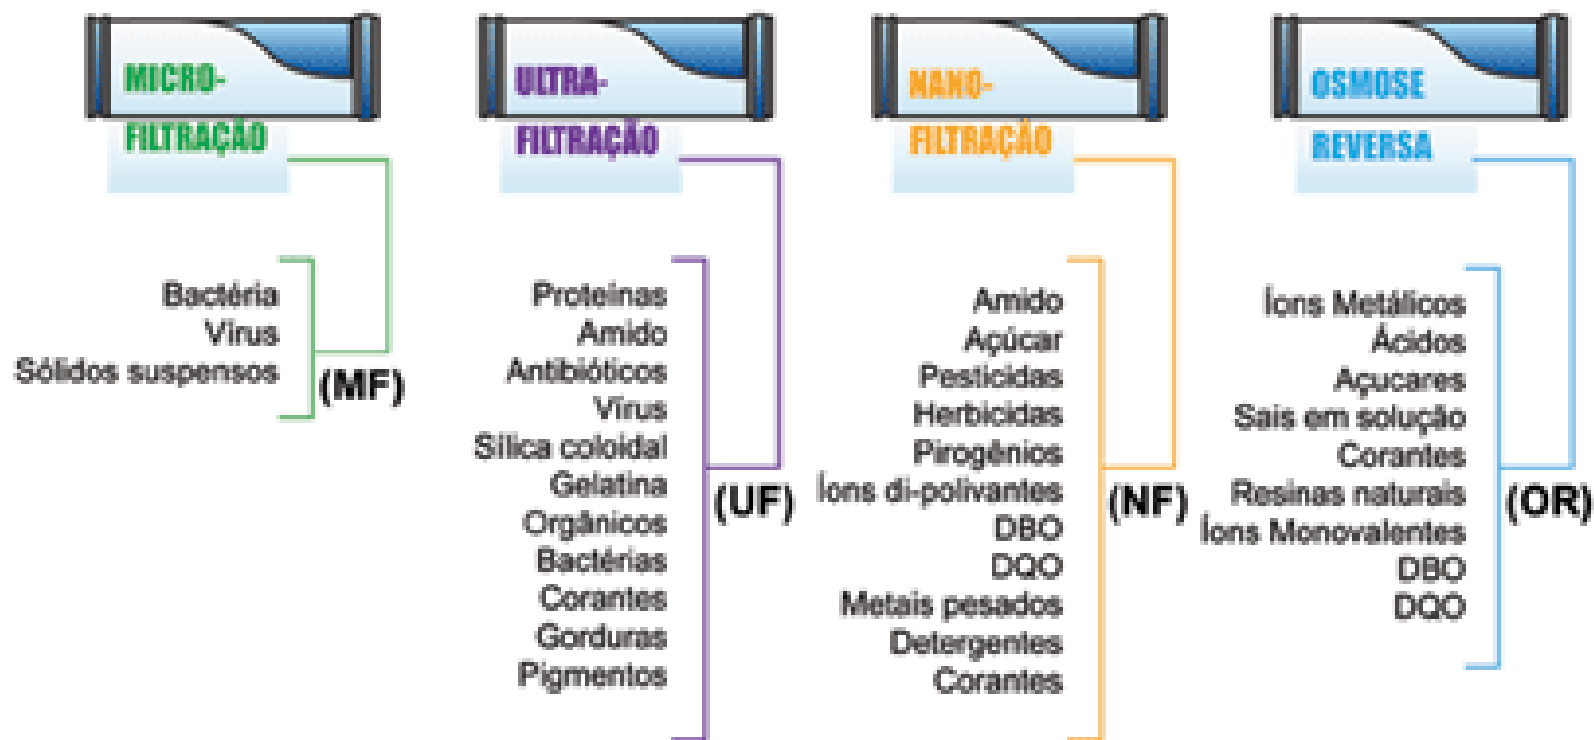 MICRO-
FILTRAÇÃO
Bactéria
Vírus
Sólidos suspensos
(MF)
ULTRA-
FILTRAÇÃO
Proteínas
Amido
Antibióticos
Vírus
Sílica coloidal
Gelatina
Orgânicos
Bactérias
Corantes
Gorduras
Pigmentos
(UF)
NANO-
FILTRAÇÃO
Amido
Açúcar
Pesticidas
Herbicidas
Pirogênios
Íons di-polivantes
DBO
DQO
Metais pesados
Detergentes
Corantes
(NF)
OSMOSE
REVERSA
Íons Metálicos
Ácidos
Açucares
Sais em solução
Corantes
Resinas naturais
Íons Monovalentes
DBO
DQO
(OR)